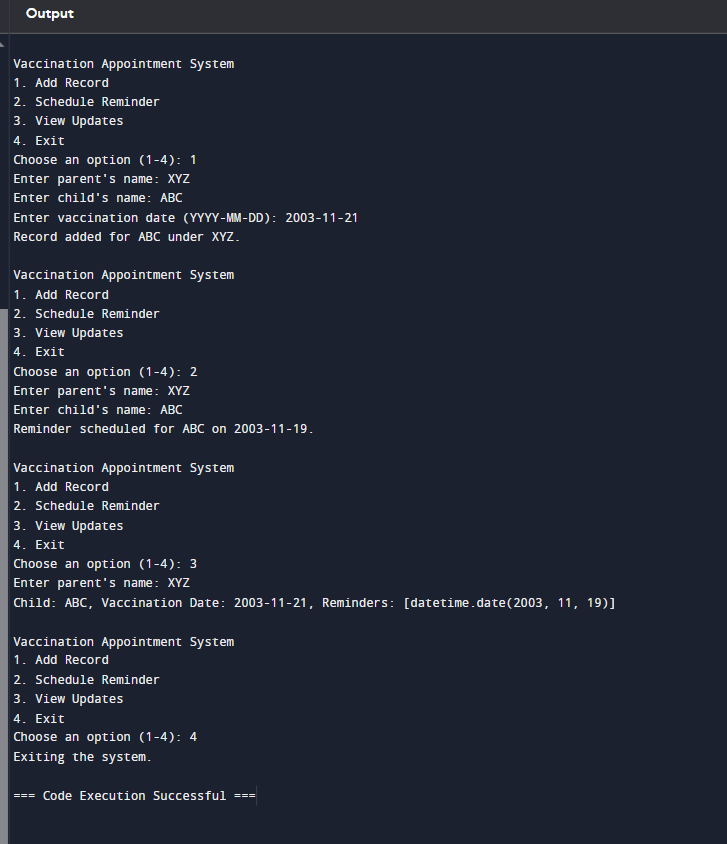 Output
Vaccination Appointment System
1. Add Record
2. Schedule Reminder
3. View Updates
4. Exit
Choose an option (1-4): 1
Enter parent's name: XYZ
Enter child's name: ABC
Enter vaccination date (YYYY-MM-DD): 2003-11-21
Record added for ABC under XYZ.
Vaccination Appointment System
1. Add Record
2. Schedule Reminder
3. View Updates
4. Exit
Choose an option (1-4): 2
Enter parent's name: XYZ
Enter child's name: ABC
Reminder scheduled for ABC on 2003-11-19.
Vaccination Appointment System
1. Add Record
2. Schedule Reminder
3. View Updates
4. Exit
Choose an option (1-4): 3
Enter parent's name: XYZ
Child: ABC, Vaccination Date: 2003-11-21, Reminders: [datetime.date(2003, 11, 19)]
Vaccination Appointment System
1. Add Record
2. Schedule Reminder
3. View Updates
4. Exit
Choose an option (1-4): 4
Exiting the system.
=== Code Execution Successful ===